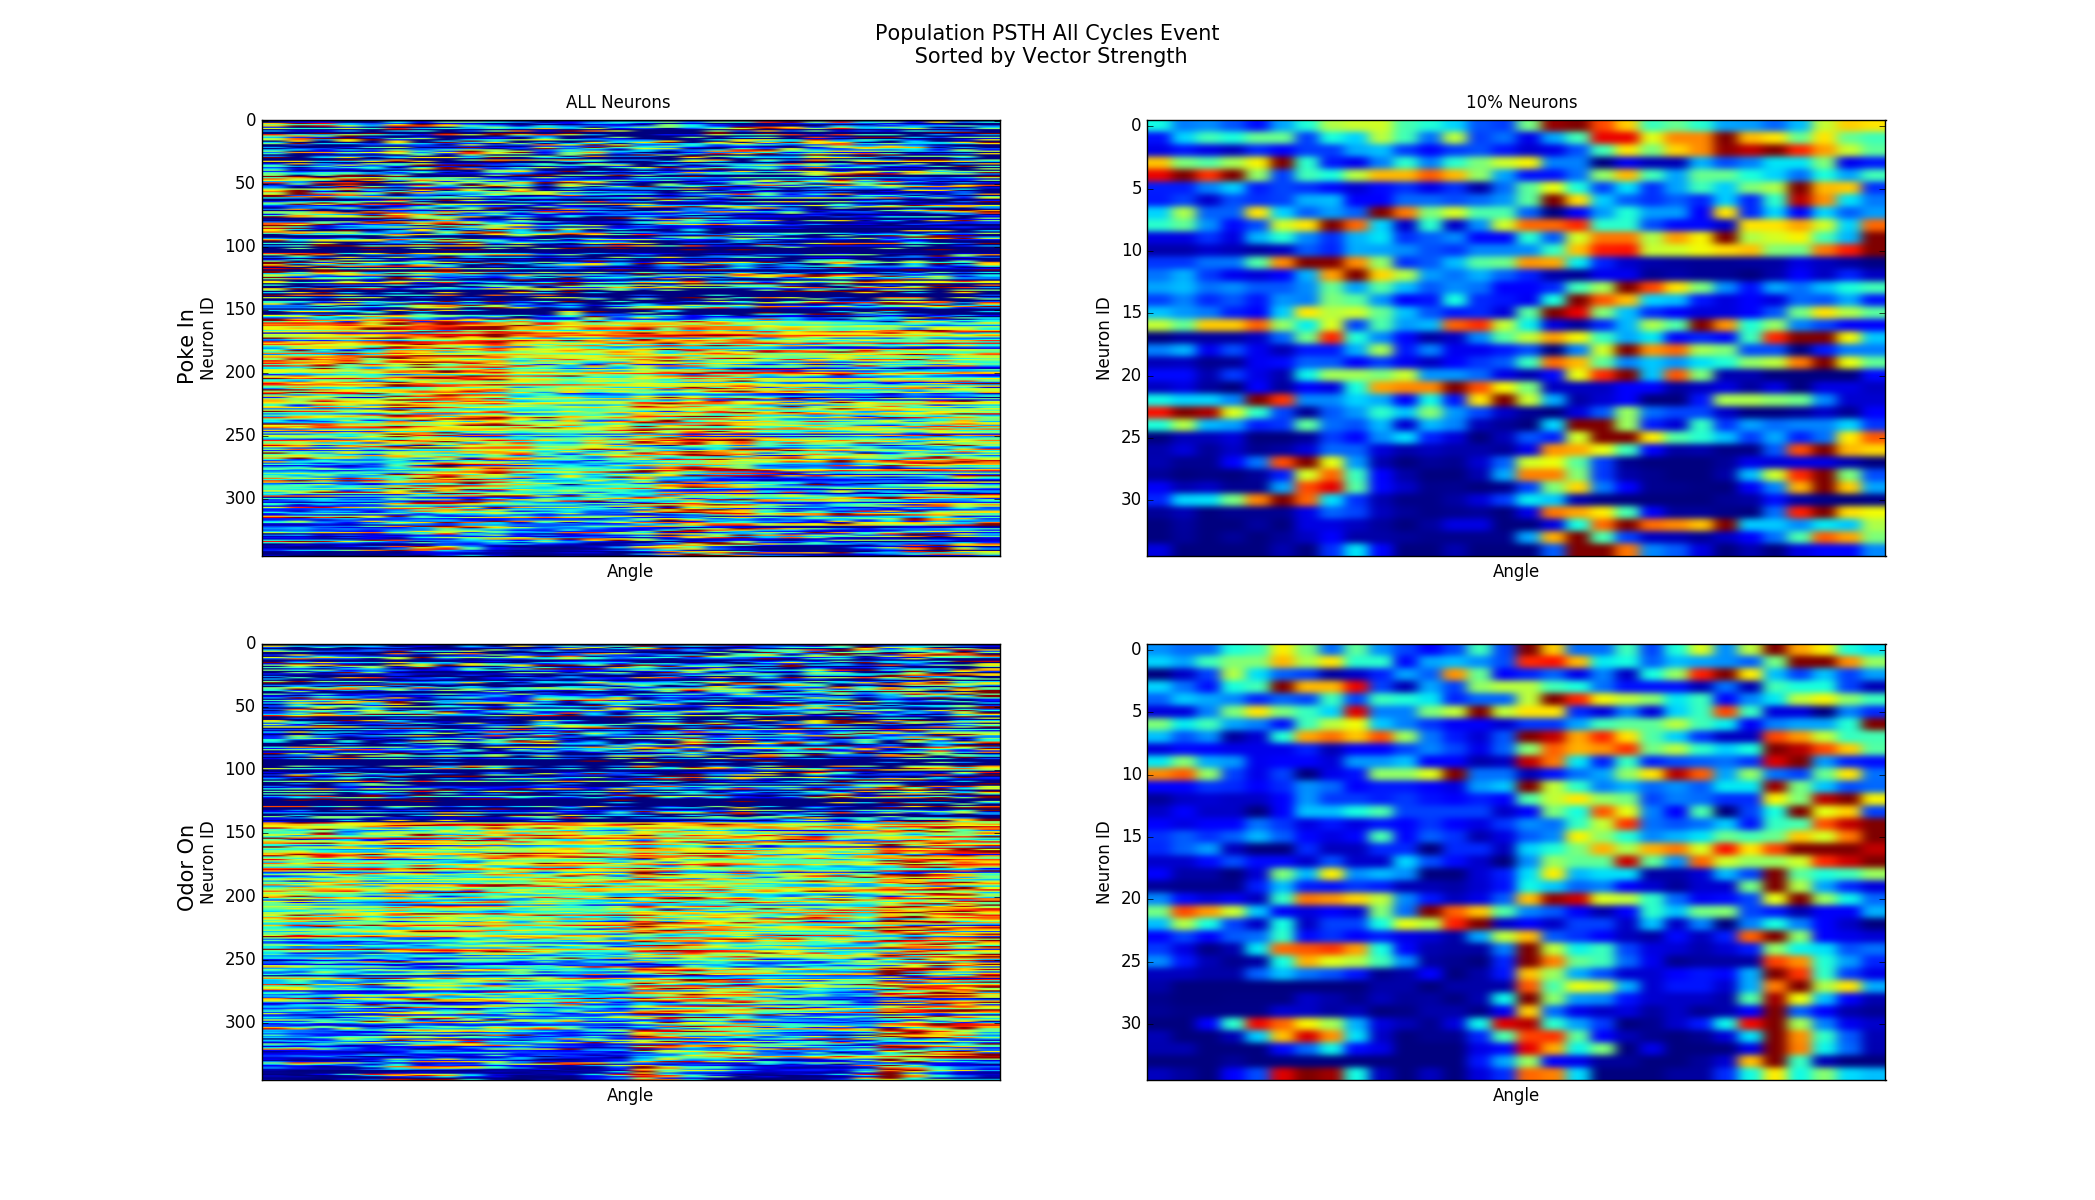 Population PSTH All Cycles Event
Sorted by Vector Strength
ALL Neurons
0
50
100
150
200
250
300
Poke In
Neuron ID
Angle
10% Neurons
0
5
10
15
20
25
30
Neuron ID
Angle
0
50
100
150
200
250
300
Odor On
Neuron ID
Angle
0
5
10
15
20
25
30
Neuron ID
Angle